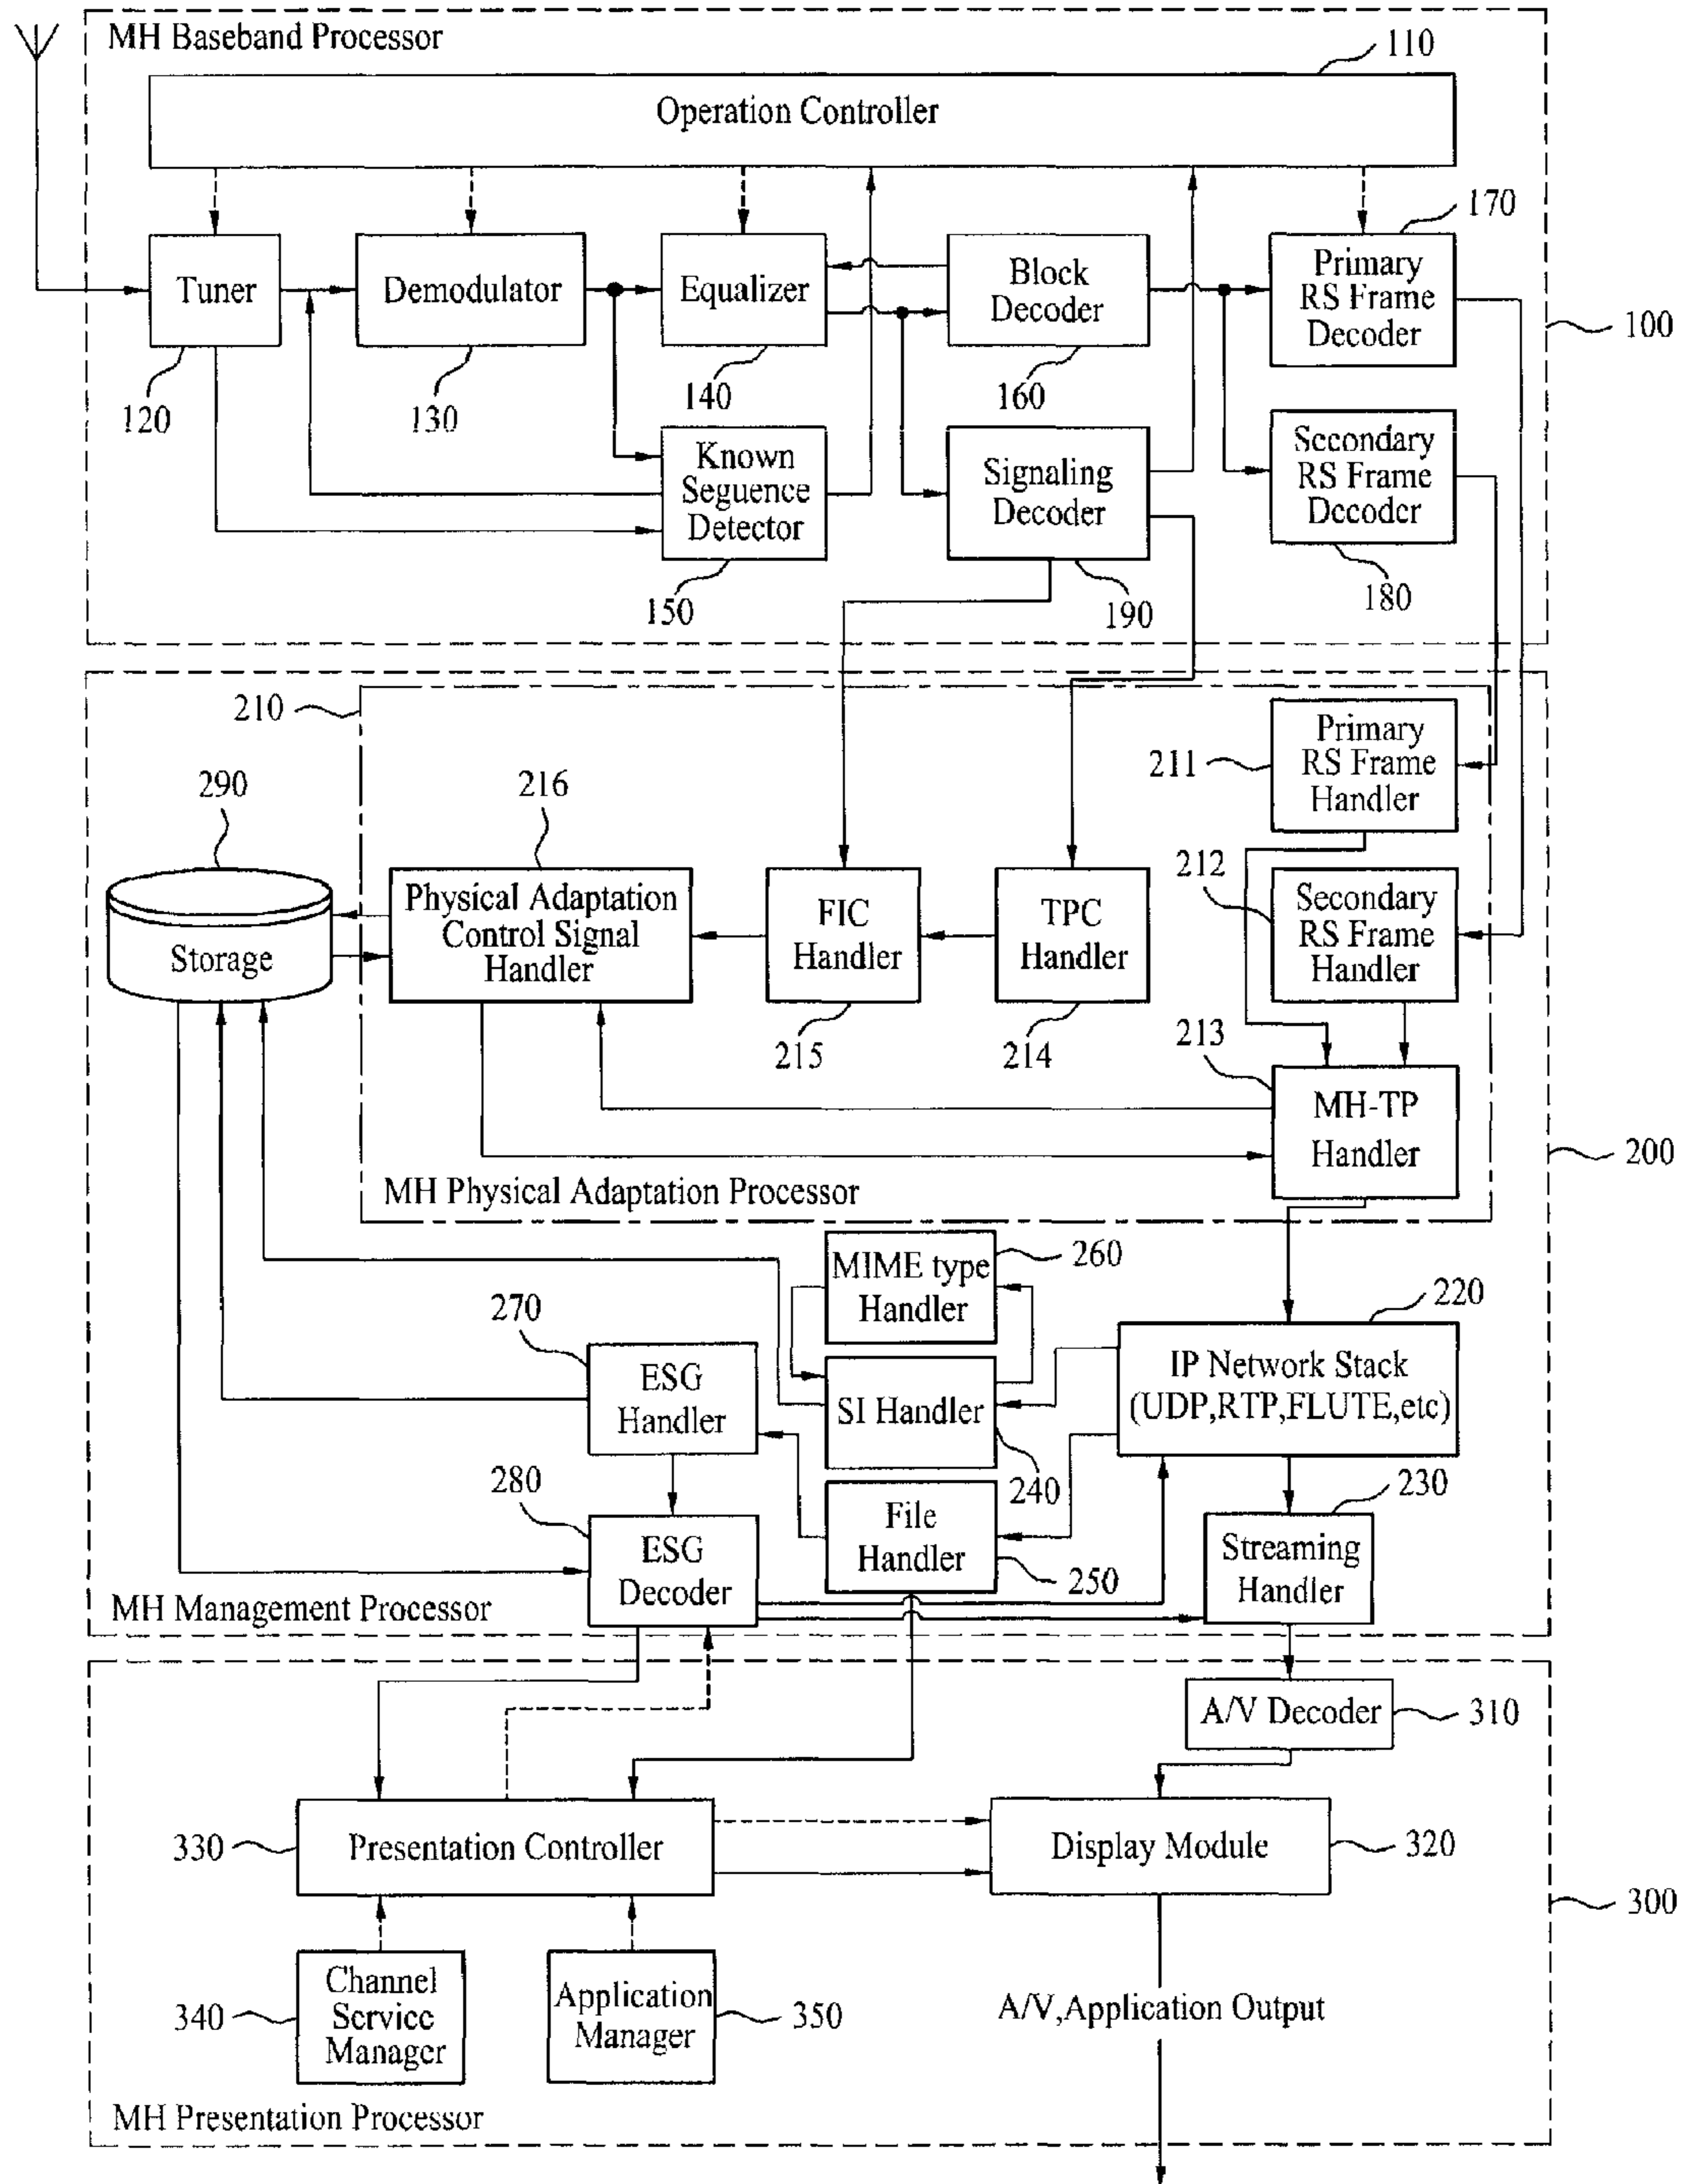 MH Baseband Processor
110
Operation Controller
170
Tuner
Demodulator
Equalizer
Block
Decoder
Primary
RS Frame
Decoder
100
120
130
140
160
Known
Seguence
Detector
Signaling
Decoder
Secondary
RS Frame
Decoder
150
190
180
210
Primary
RS Frame
Handler
211
290
216
212
Storage
Physical Adaptation
Control Signal
Handler
FIC
Handler
TPC
Handler
Secondary
RS Frame
Handler
215
214
213
MH-TP
Handler
200
MH Physical Adaptation Processor
MIME type
Handler
260
270
220
ESG
Handler
SI Handler
IP Network Stack
(UDP,RTP,FLUTE,etc)
280
240
230
ESG
Decoder
File
Handler
250
Streaming
Handler
MH Management Processor
A/V Decoder
310
330
Presentation Controller
Display Module
320
300
340
Channel
Service
Manager
Application
Manager
350
A/V,Application Output
MH Presentation Processor